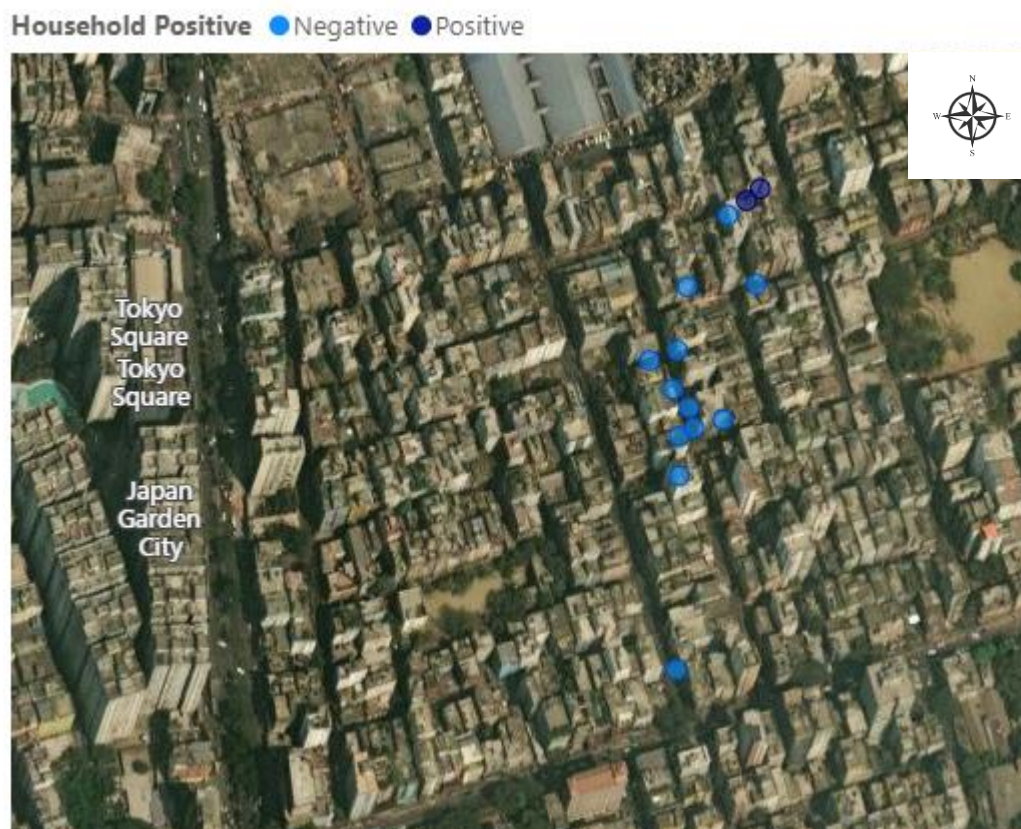 Household Positive Negative Positive
N
W E
S
Tokyo
Square
Tokyo
Square
Japan
Garden
City